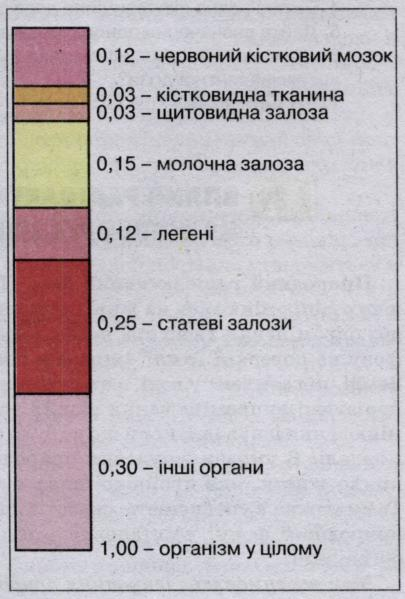 0,12 – червоний кістковий мозок
0,03 – кістковидна тканина
0,03 – щитовидна залоза
0,15 – молочна залоза
0,12 – легені
0,25 – статеві залози
0,30 – інші органи
1,00 – організм у цілому